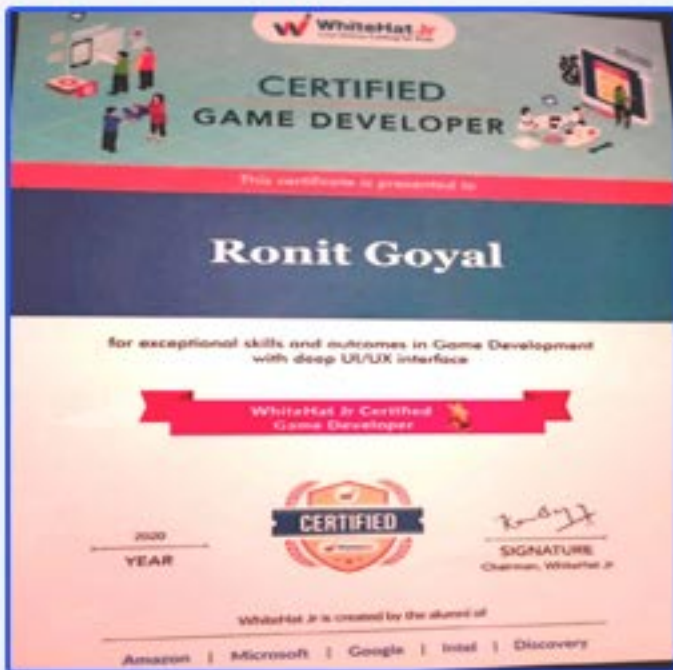 WhiteHat Jr
CERTIFIED
GAME DEVELOPER
This certificate is presented to
Ronit Goyal
for exceptional skills and outcomes in Game Development
with deep UI/UX interface
WhiteHat Jr Certified
Game Developer
CERTIFIED
2020
YEAR
SIGNATURE
Chairman, WhiteHat Jr
WhiteHat Jr is created by the alumni of
Amazon | Microsoft | Google | Intel | Discovery